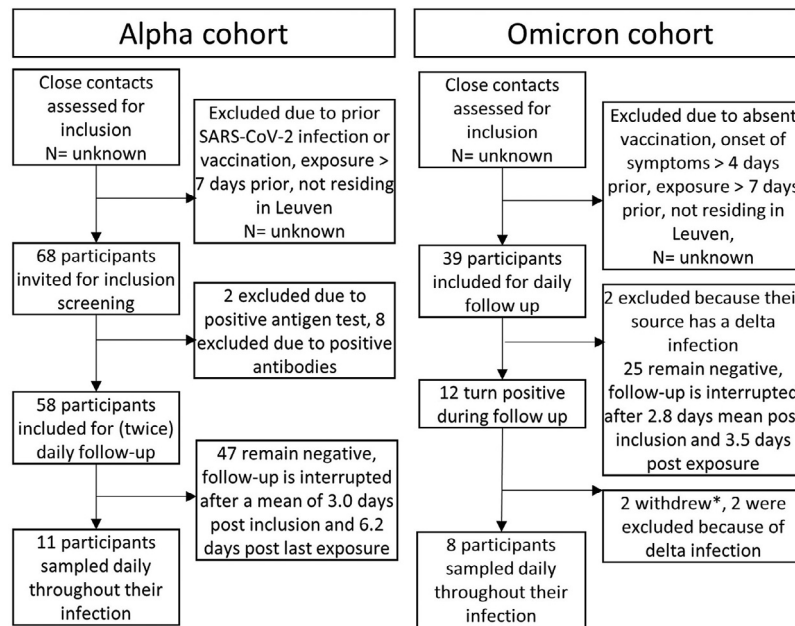 Alpha cohort
Close contacts
assessed for
inclusion
N= unknown
Excluded due to prior
SARS-CoV-2 infection or
vaccination, exposure >
7 days prior, not residing
in Leuven
N= unknown
68 participants
invited for inclusion
screening
2 excluded due to
positive antigen test, 8
excluded due to positive
antibodies
58 participants
included for (twice)
daily follow-up
47 remain negative,
follow-up is interrupted
after a mean of 3.0 days
post inclusion and 6.2
days post last exposure
11 participants
sampled daily
throughout their
infection
Omicron cohort
Close contacts
assessed for
inclusion
N= unknown
Excluded due to absent
vaccination, onset of
symptoms > 4 days
prior, exposure > 7 days
prior, not residing in
Leuven,
N= unknown
39 participants
included for daily
follow up
2 excluded because their
source has a delta
infection
25 remain negative,
follow-up is interrupted
after 2.8 days mean post
inclusion and 3.5 days
post exposure
12 turn positive
during follow up
2 withdrew*, 2 were
excluded because of
delta infection
8 participants
sampled daily
throughout their
infection